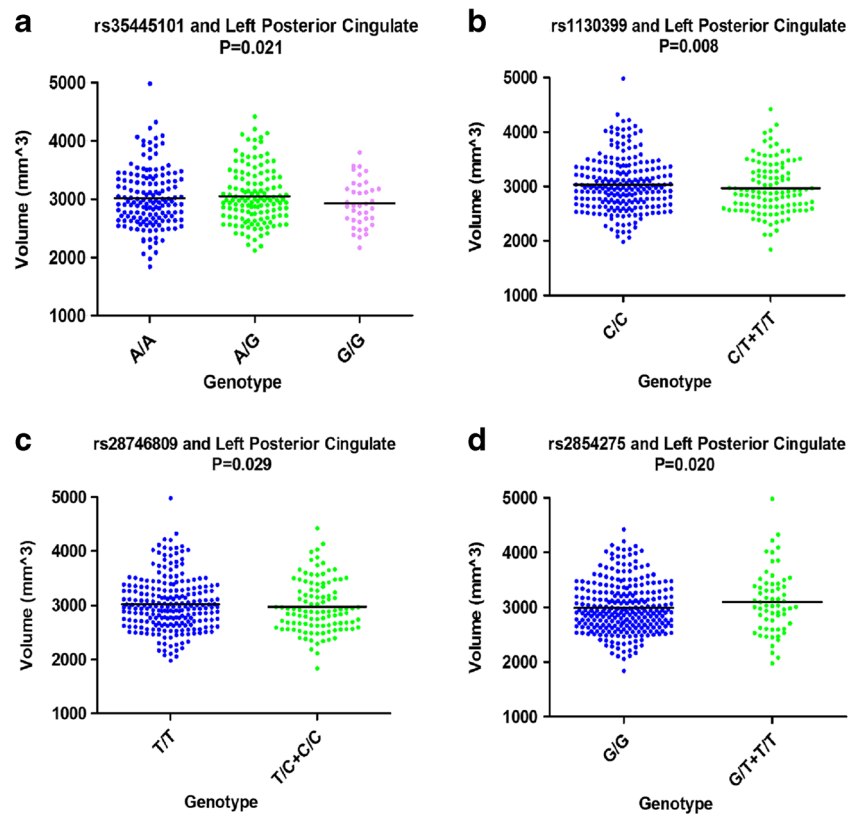 a
rs35445101 and Left Posterior Cingulate
P=0.021
Volume (mm^3)
5000
4000
3000
2000
1000
A/A
A/G
G/G
Genotype
b
rs1130399 and Left Posterior Cingulate
P=0.008
Volume (mm^3)
5000
4000
3000
2000
1000
C/C
C/T+T/T
Genotype
c
rs28746809 and Left Posterior Cingulate
P=0.029
Volume (mm^3)
5000
4000
3000
2000
1000
T/T
T/C+C/C
Genotype
d
rs2854275 and Left Posterior Cingulate
P=0.020
Volume (mm^3)
5000
4000
3000
2000
1000
G/G
G/T+T/T
Genotype